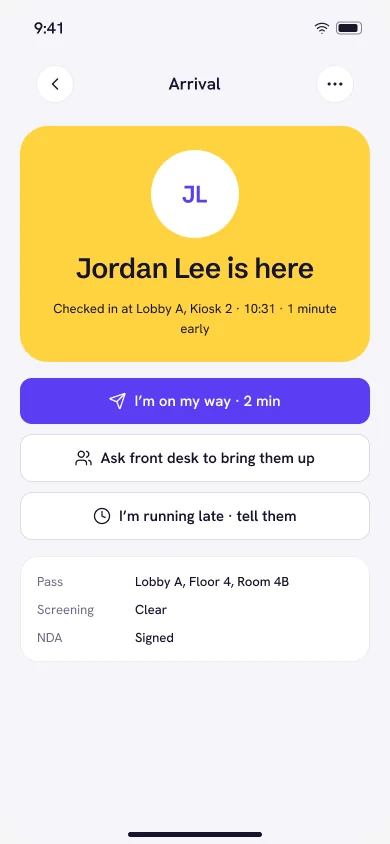 9:41
Arrival
JL
Jordan Lee is here
Checked in at Lobby A, Kiosk 2 · 10:31 · 1 minute
early
I’m on my way · 2 min
Ask front desk to bring them up
I’m running late · tell them
Pass Lobby A, Floor 4, Room 4B
Screening Clear
NDA Signed